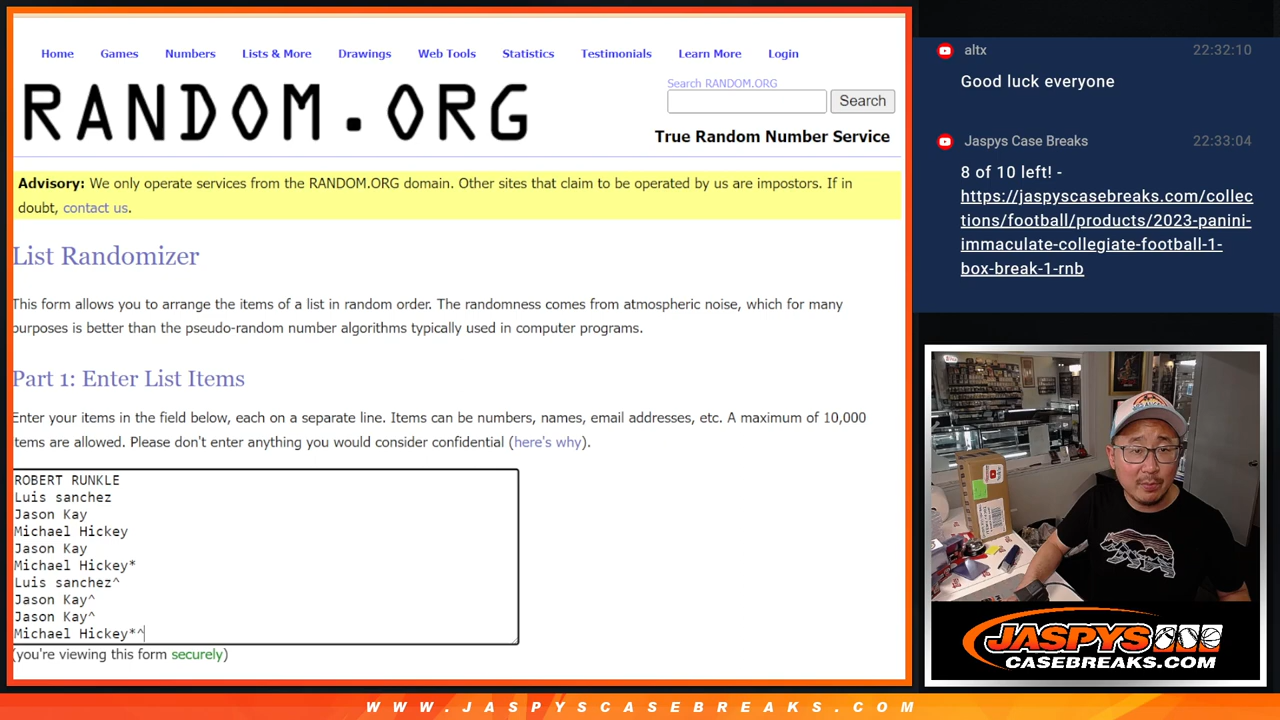 Home Games Numbers Lists & More Drawings Web Tools Statistics Testimonials Learn More Login
RANDOM.ORG
Search RANDOM.ORG
Search
True Random Number Service
Advisory: We only operate services from the RANDOM.ORG domain. Other sites that claim to be operated by us are impostors. If in
doubt, contact us.
List Randomizer
This form allows you to arrange the items of a list in random order. The randomness comes from atmospheric noise, which for many
purposes is better than the pseudo-random number algorithms typically used in computer programs.
Part 1: Enter List Items
Enter your items in the field below, each on a separate line. Items can be numbers, names, email addresses, etc. A maximum of 10,000
items are allowed. Please don't enter anything you would consider confidential (here's why).
ROBERT RUNKLE
Luis sanchez
Jason Kay
Michael Hickey
Jason Kay
Michael Hickey*
Luis sanchez^
Jason Kay^
Jason Kay^
Michael Hickey*^
(you're viewing this form securely)
altx 22:32:10
Good luck everyone
Jaspys Case Breaks 22:33:04
8 of 10 left! -
https://jaspyscasebreaks.com/collec
tions/football/products/2023-panini-
immaculate-collegiate-football-1-
box-break-1-rnb
JASPYS
CASEBREAKS.COM
WWW.JASPYSCASEBREAKS.COM